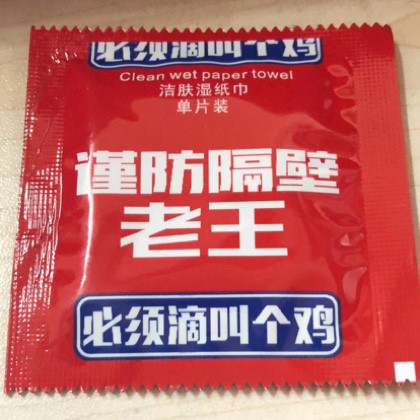 必须滴叫个鸡
Clean wet paper towel
洁肤湿纸巾
单片装
谨防隔壁
老王
必须滴叫个鸡